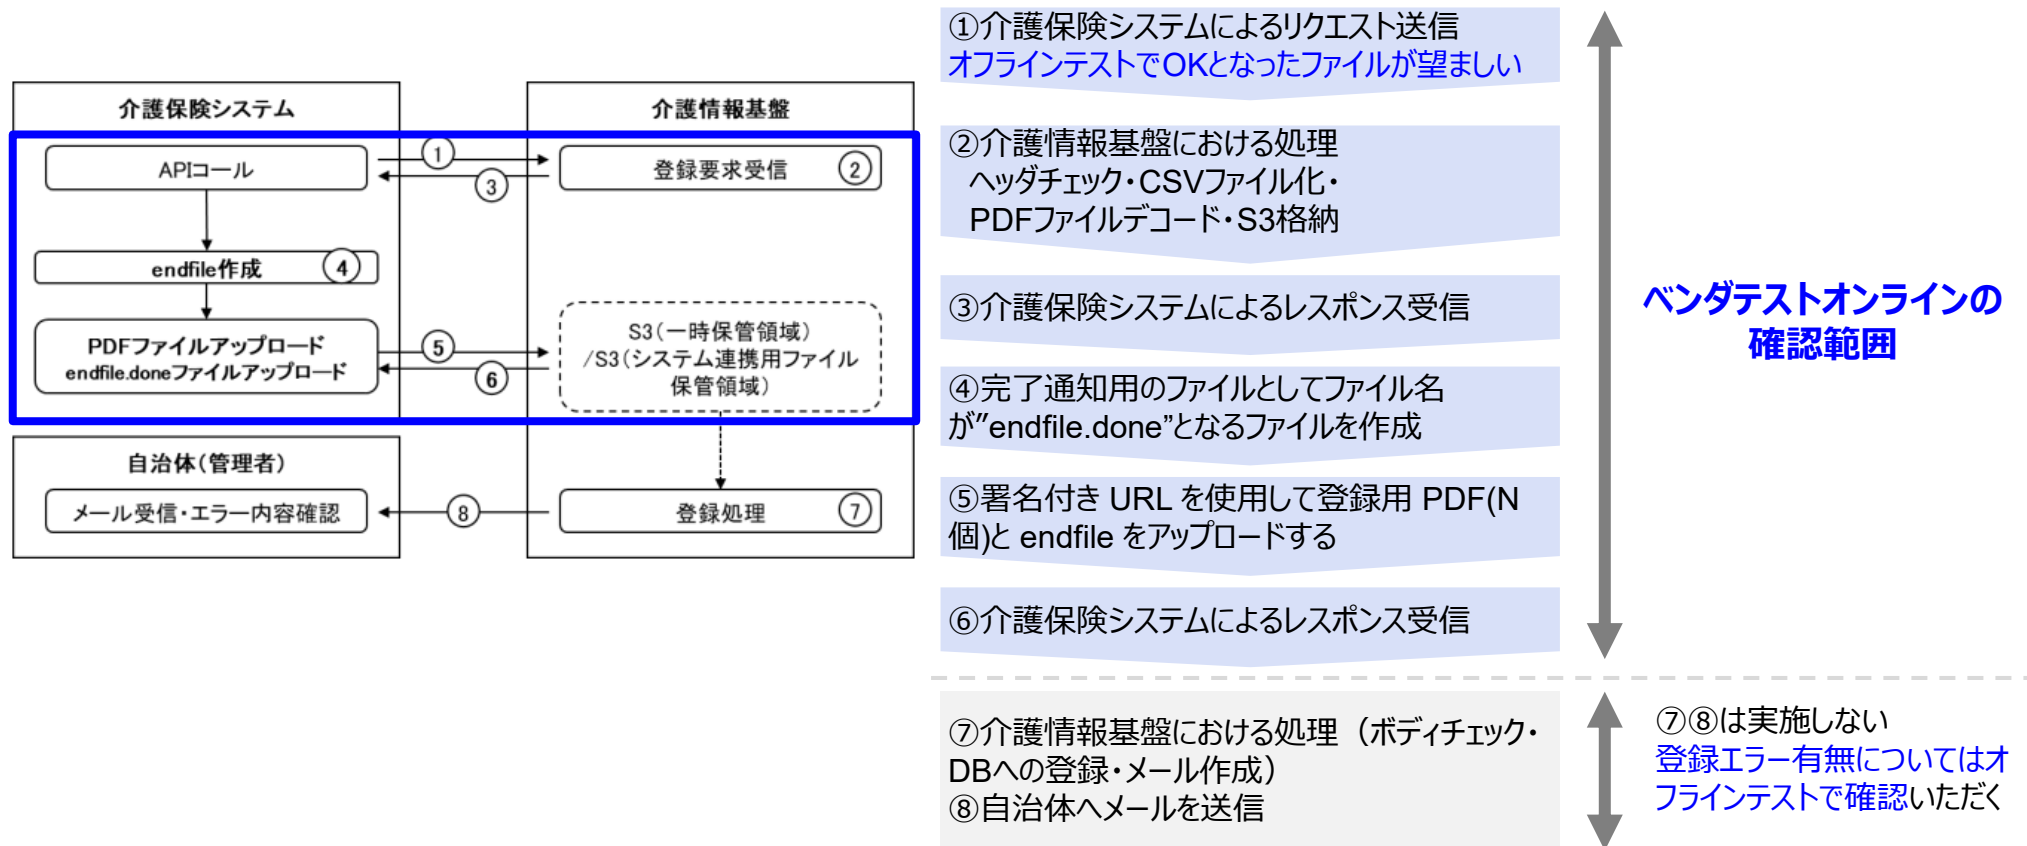 介護保険システム
介護情報基盤
APIコール
①
③
登録要求受信
②
endfile作成
④
PDFファイルアップロード
endfile.doneファイルアップロード
⑤
⑥
S3(一時保管領域)
/S3(システム連携用ファイル
保管領域)
自治体(管理者)
メール受信・エラー内容確認
⑧
登録処理
⑦
①介護保険システムによるリクエスト送信
オフラインテストでOKとなったファイルが望ましい
②介護情報基盤における処理
ヘッダチェック・CSVファイル化・
PDFファイルデコード・S3格納
③介護保険システムによるレスポンス受信
④完了通知用のファイルとしてファイル名
が”endfile.done”となるファイルを作成
⑤署名付き URL を使用して登録用 PDF(N
個)と endfile をアップロードする
⑥介護保険システムによるレスポンス受信
ベンダテストオンラインの
確認範囲
⑦介護情報基盤における処理（ボディチェック・
DBへの登録・メール作成）
⑧自治体へメールを送信
⑦⑧は実施しない
登録エラー有無についてはオ
フラインテストで確認いただく